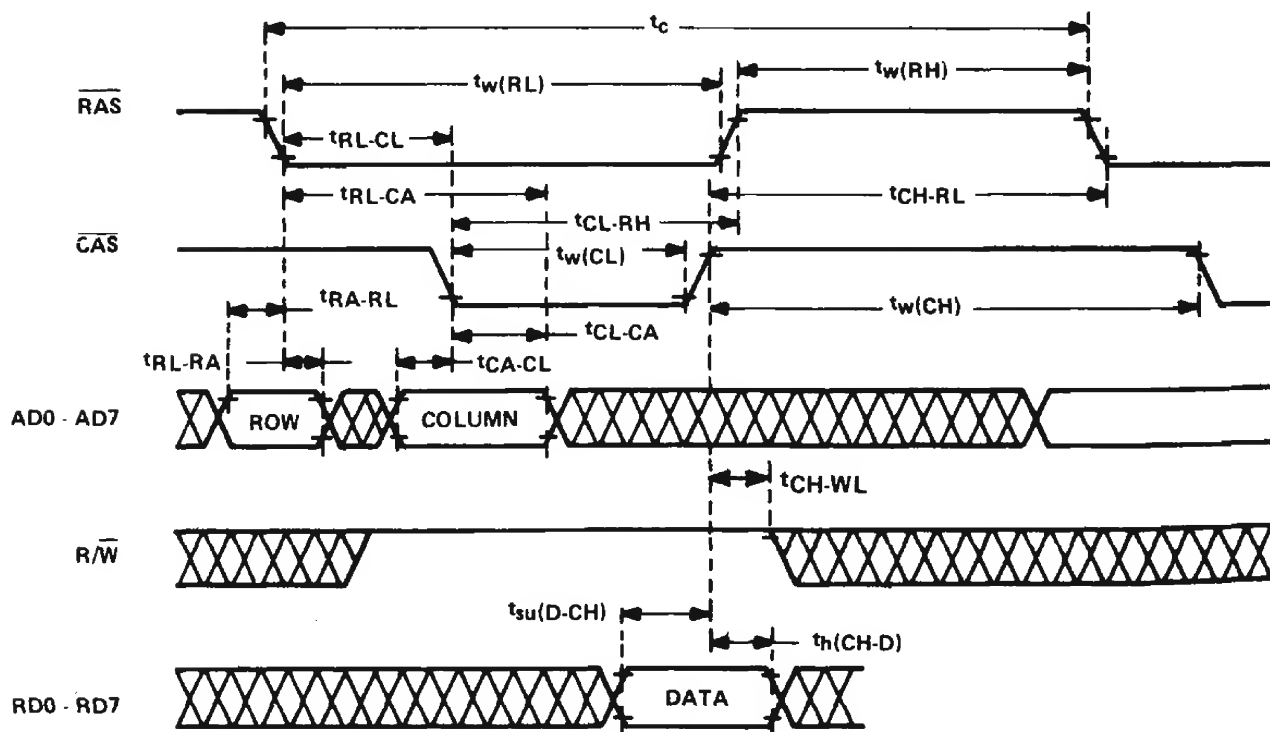 tc
tw(RL)
tw(RH)
RAS
tRL-CL
tRL-CA
tCH-RL
tCL-RH
CAS
tw(CL)
tRA-RL
tw(CH)
tCL-CA
tRL-RA
tCA-CL
AD0 - AD7
ROW
COLUMN
tCH-WL
R/W
tsu(D-CH)
th(CH-D)
RD0 - RD7
DATA